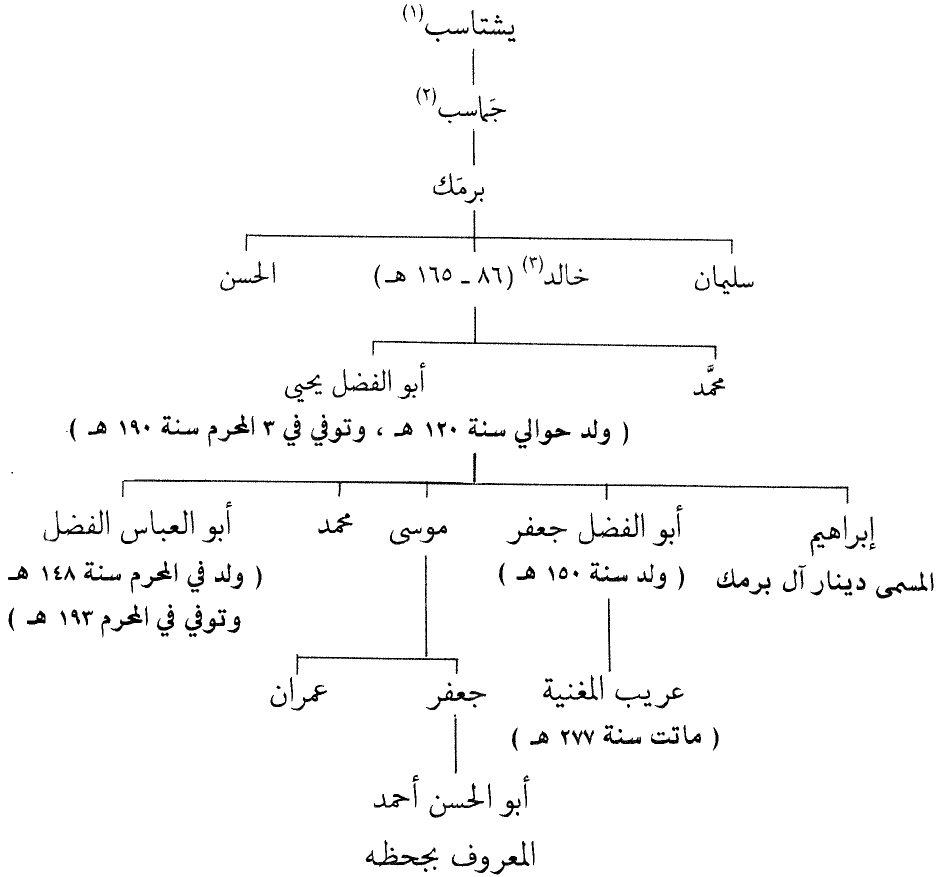 يشتاسب (١)
جَماسب (٢)
برمَك
سليمان
خالد (٣) (٨٦ ـ ١٦٥ هـ)
الحسن
محمَّد
أبو الفضل يحيى
( ولد حوالي سنة ١٢٠ هـ ، وتوفي في ٣ المحرم سنة ١٩٠ هـ )
إبراهيم
المسمى دينار آل برمك
أبو الفضل جعفر
( ولد سنة ١٥٠ هـ )
موسى
محمد
أبو العباس الفضل
( ولد في المحرم سنة ١٤٨ هـ
وتوفي في المحرم ١٩٣ هـ )
عريب المغنية
( ماتت سنة ٢٧٧ هـ )
جعفر
عمران
أبو الحسن أحمد
المعروف بجحظه